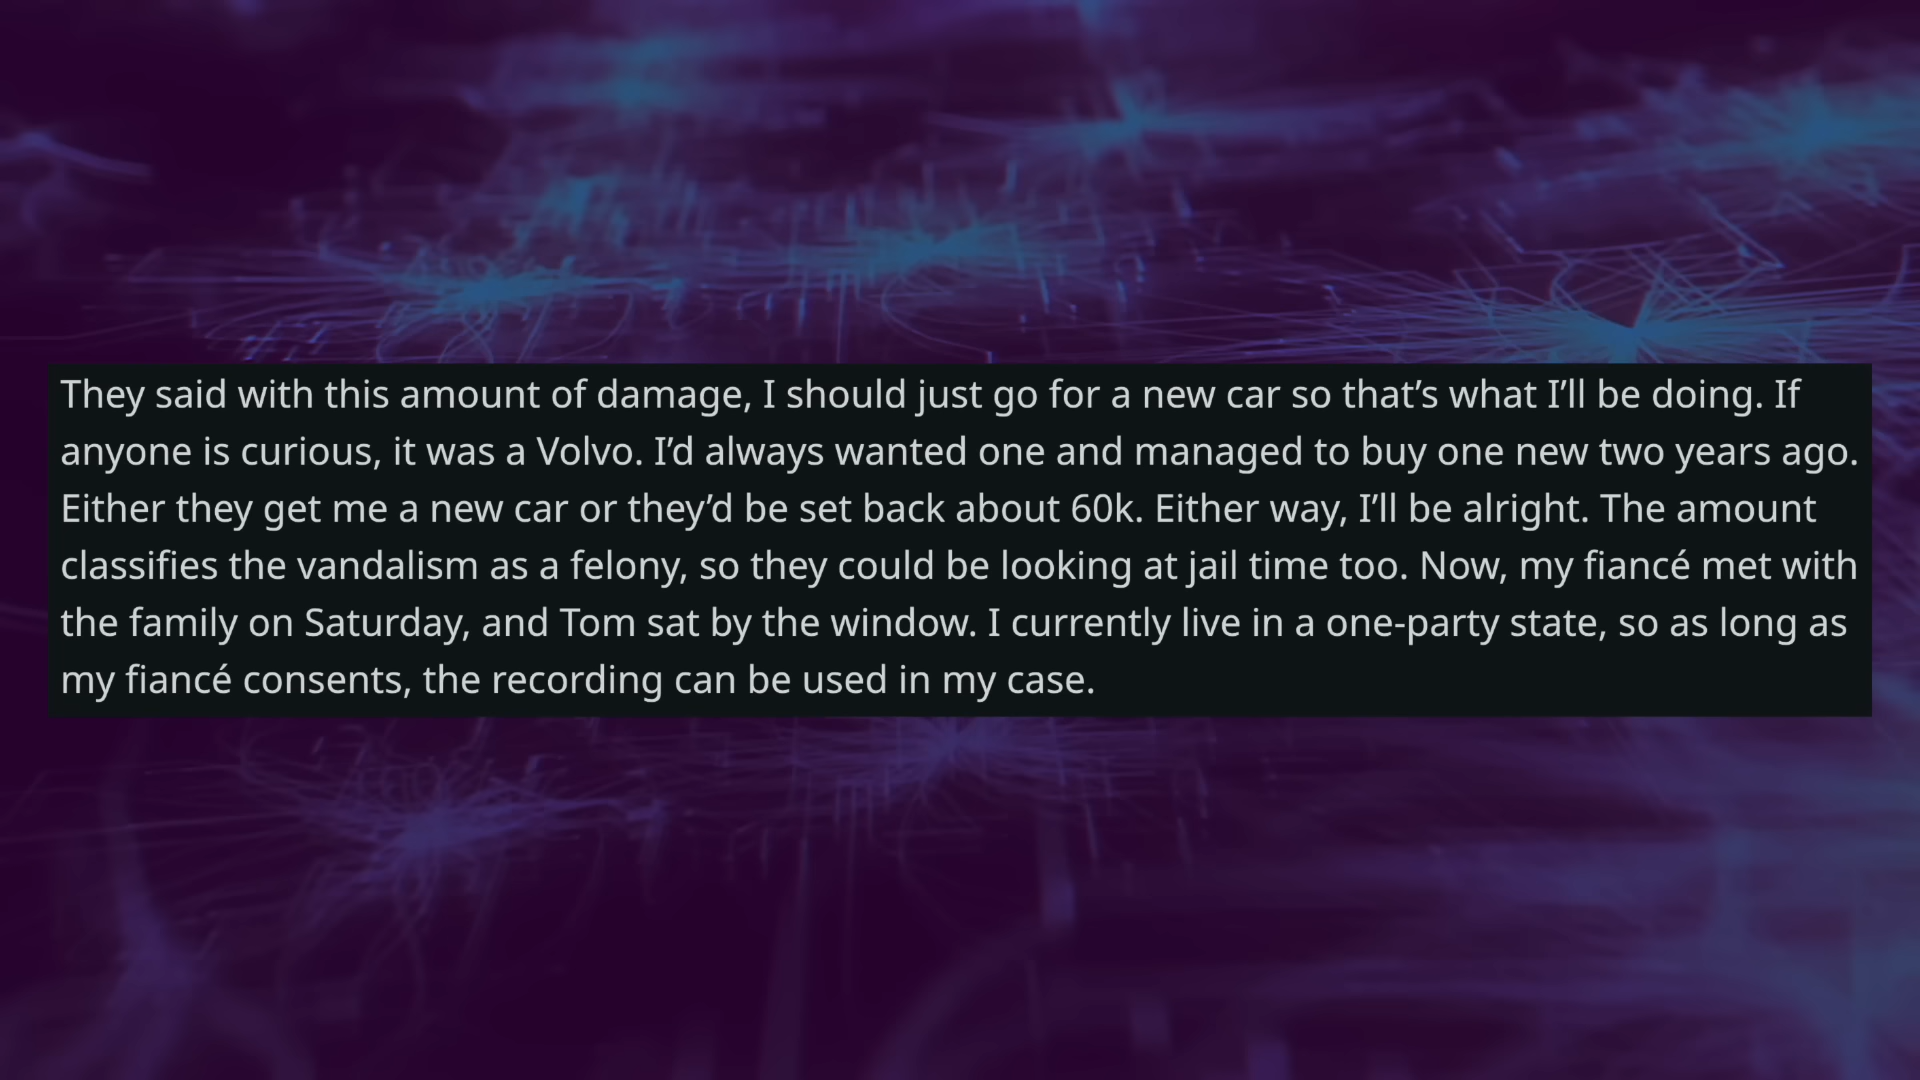 They said with this amount of damage, I should just go for a new car so that’s what I’ll be doing. If
anyone is curious, it was a Volvo. I’d always wanted one and managed to buy one new two years ago.
Either they get me a new car or they’d be set back about 60k. Either way, I’ll be alright. The amount
classifies the vandalism as a felony, so they could be looking at jail time too. Now, my fiancé met with
the family on Saturday, and Tom sat by the window. I currently live in a one-party state, so as long as
my fiancé consents, the recording can be used in my case.